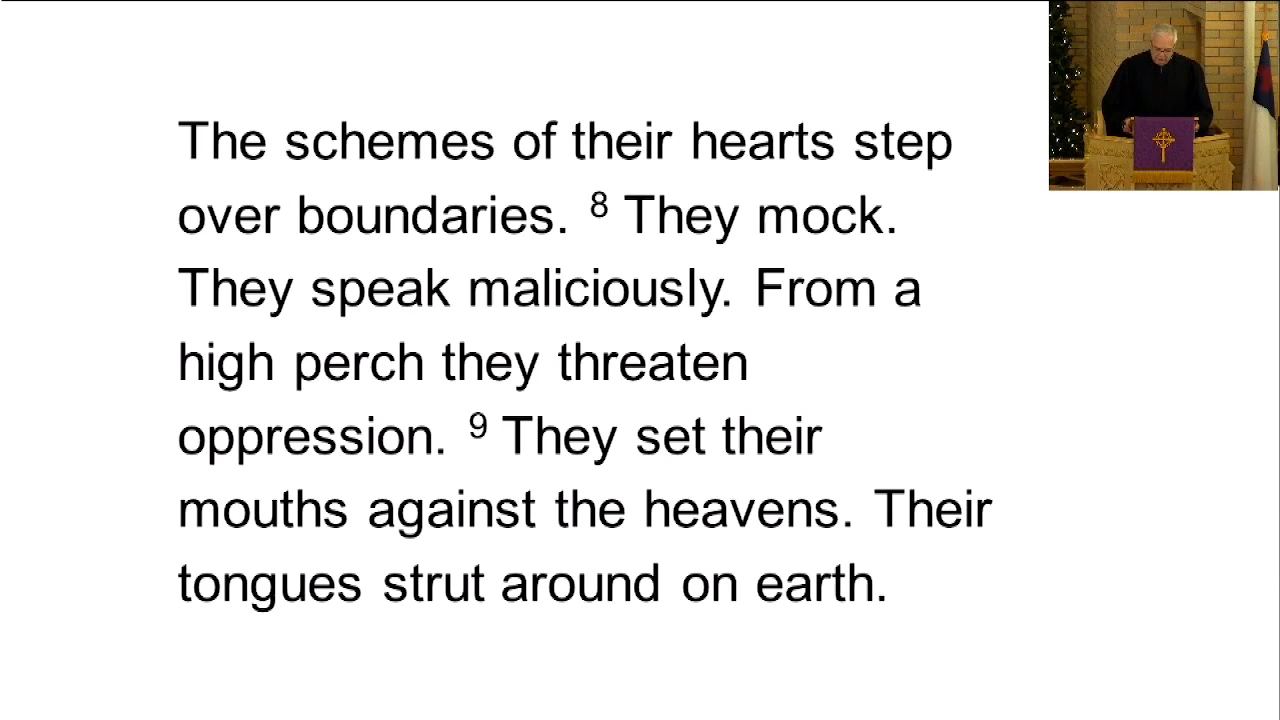 The schemes of their hearts step
over boundaries. 8 They mock.
They speak maliciously. From a
high perch they threaten
oppression. 9 They set their
mouths against the heavens. Their
tongues strut around on earth.